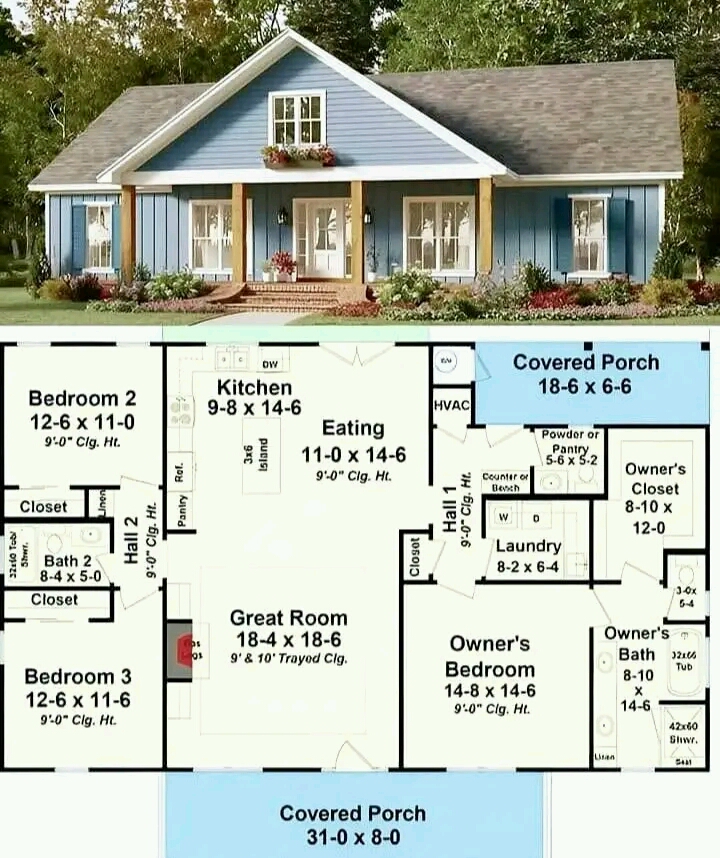 Bedroom 2
12-6 x 11-0
9'-0" Clg. Ht.
Closet
Linen
Hall 2
9'-0" Clg. Ht.
32x60 Tub/
Shwr.
Bath 2
8-4 x 5-0
Closet
Bedroom 3
12-6 x 11-6
9'-0" Clg. Ht.
DW
Kitchen
9-8 x 14-6
3x6
Island
Ref.
Pantry
Eating
11-0 x 14-6
9'-0" Clg. Ht.
Great Room
18-4 x 18-6
9' & 10' Trayed Clg.
Gas
Logs
HVAC
Covered Porch
18-6 x 6-6
Powder or
Pantry
5-6 x 5-2
Counter or
Bench
Hall 1
9'-0" Clg. Ht.
Closet
W
D
Laundry
8-2 x 6-4
Owner's
Closet
8-10
x
12-0
3-0x
5-4
Owner's
Bedroom
14-8 x 14-6
9'-0" Clg. Ht.
Owner's
Bath
8-10
x
14-6
32x66
Tub
42x60
Shwr.
Seat
Linen
Covered Porch
31-0 x 8-0